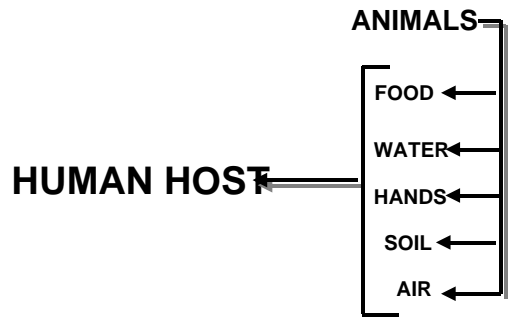 ANIMALS
FOOD
WATER
HUMAN HOST
HANDS
SOIL
AIR